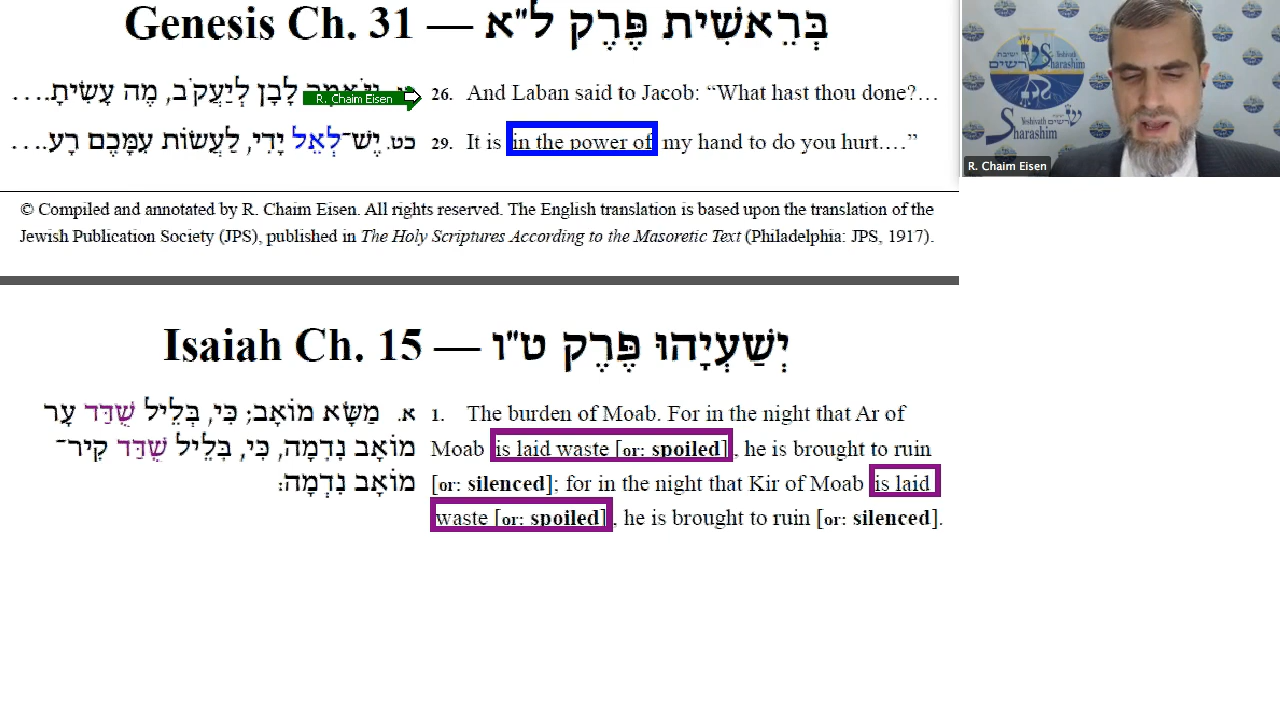 Genesis Ch. 31 — בְּרֵאשִׁית פֶּרֶק ל"א
לָבָן לְיַעֲקֹב, מֶה עָשִׂיתָ....
R. Chaim Eisen
26. And Laban said to Jacob: “What hast thou done?…
כט. יֶשׁ־לְאֵל יָדִי, לַעֲשׂוֹת עִמָּכֶם רָע....
29. It is in the power of my hand to do you hurt.…”
© Compiled and annotated by R. Chaim Eisen. All rights reserved. The English translation is based upon the translation of the
Jewish Publication Society (JPS), published in The Holy Scriptures According to the Masoretic Text (Philadelphia: JPS, 1917).
Isaiah Ch. 15 — יְשַׁעְיָהוּ פֶּרֶק ט"ו
א. מַשָּׂא מוֹאָב; כִּי, בְּלֵיל שֻׁדַּד עָר
מוֹאָב נִדְמָה, כִּי, בְּלֵיל שֻׁדַּד קִיר־
מוֹאָב נִדְמָה:
1. The burden of Moab. For in the night that Ar of
Moab is laid waste [or: spoiled], he is brought to ruin
[or: silenced]; for in the night that Kir of Moab is laid
waste [or: spoiled], he is brought to ruin [or: silenced].
Yeshivath
Sharashim
ישיבת
שרשים
Yeshivath
Sharashim
R. Chaim Eisen